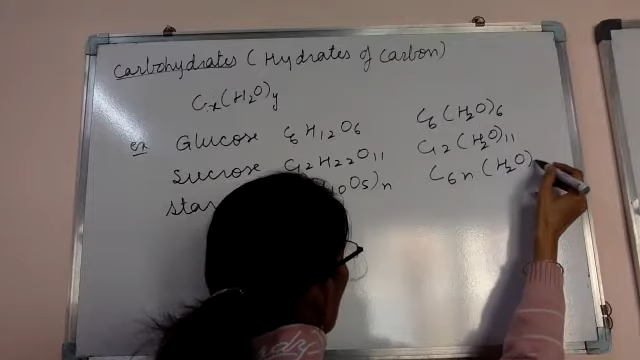 Carbohydrates (Hydrates of Carbon)
Cx(H2O)y
ex Glucose C6H12O6 C6(H2O)6
Sucrose C12H22O11 C12(H2O)11
O5)n C6n(H2O)